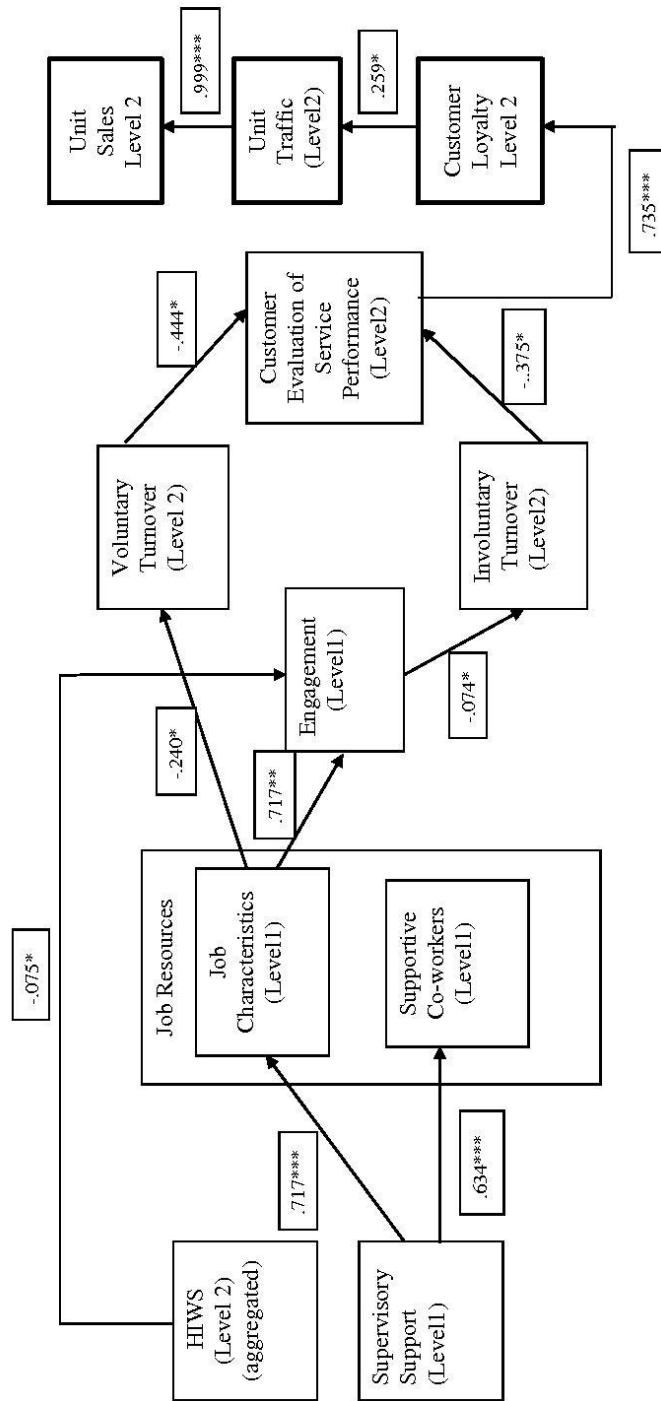 HIWS
(Level 2)
(aggregated)
Supervisory
Support
(Level1)
-.075*
.717***
.634***
Job Resources
Job
Characteristics
(Level1)
Supportive
Co-workers
(Level1)
-.240*
.717**
Voluntary
Turnover
(Level 2)
Engagement
(Level1)
-.074*
Involuntary
Turnover
(Level2)
-.444*
-.375*
Customer
Evaluation of
Service
Performance
(Level2)
.735***
Unit
Sales
Level 2
.999***
Unit
Traffic
(Level2)
.259*
Customer
Loyalty
Level 2